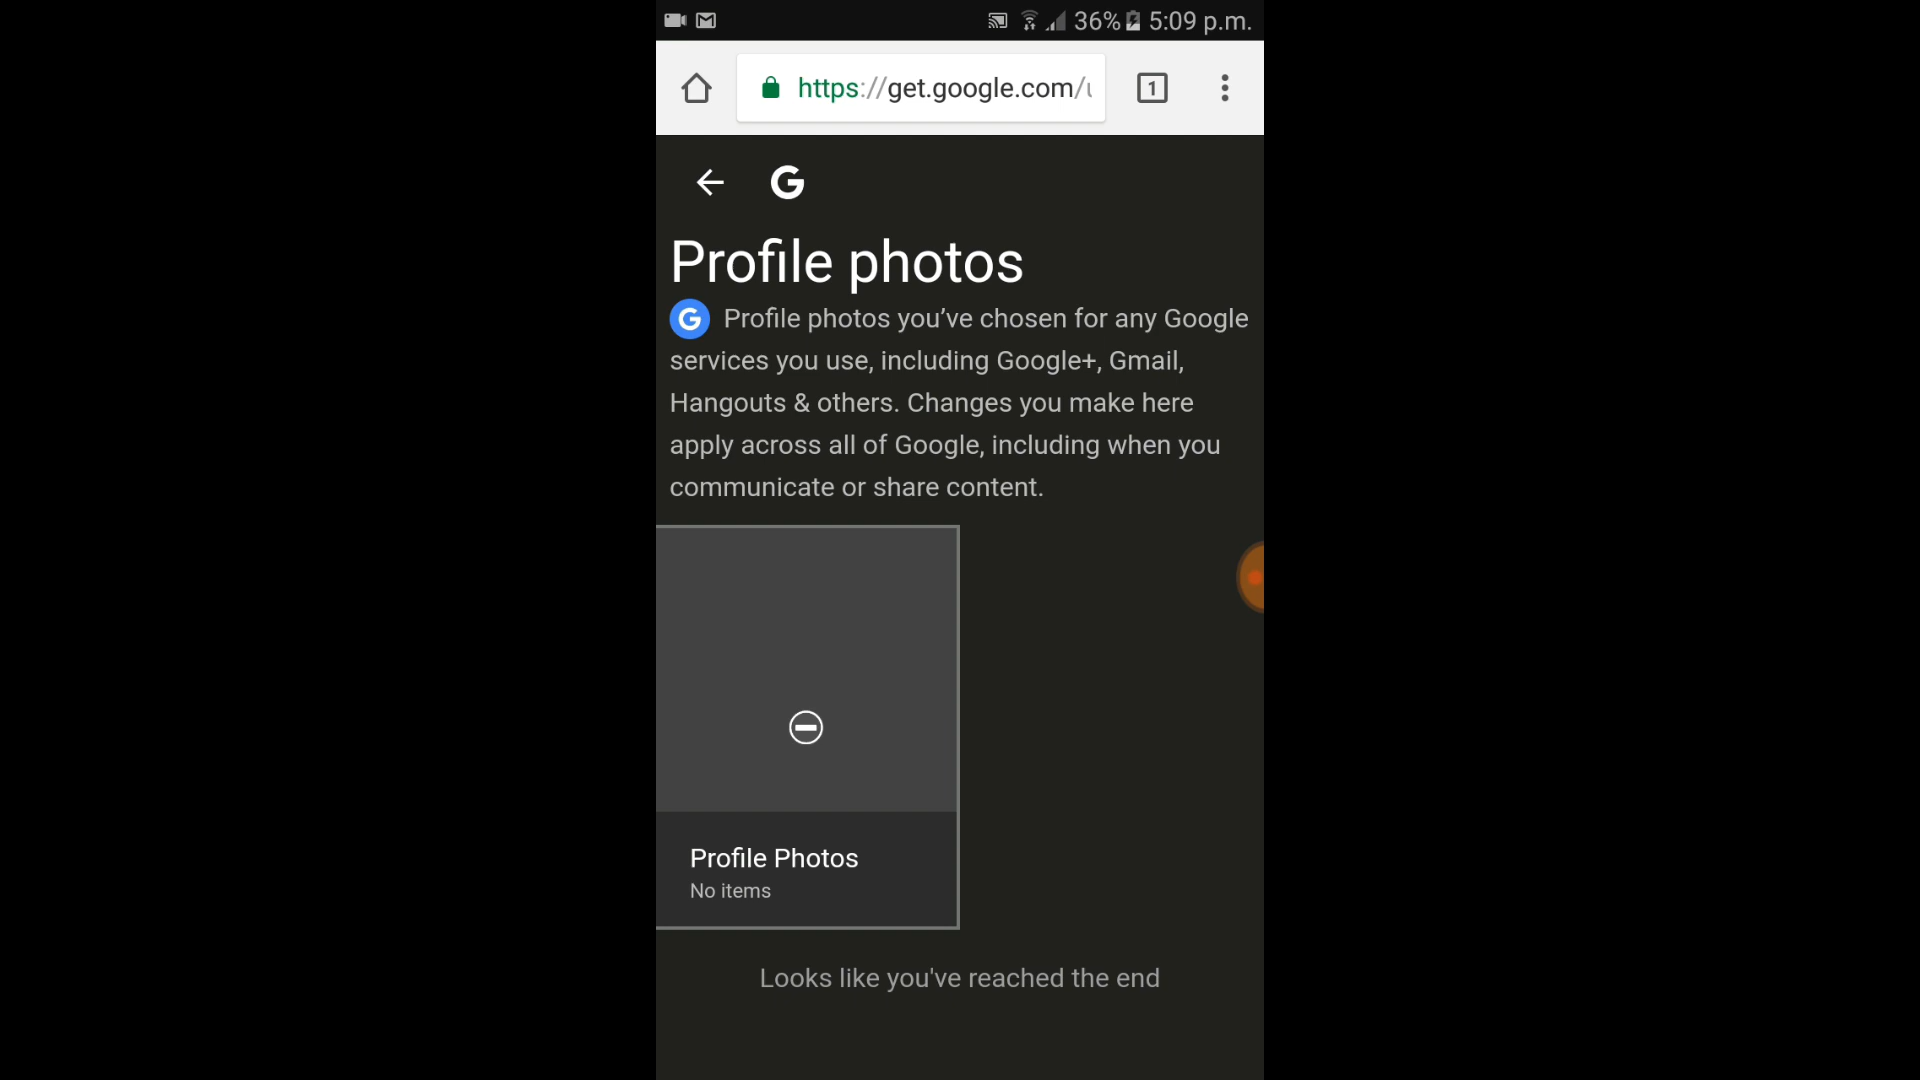 36% 5:09 p.m.
https://get.google.com/
1
G
Profile photos
G Profile photos you’ve chosen for any Google
services you use, including Google+, Gmail,
Hangouts & others. Changes you make here
apply across all of Google, including when you
communicate or share content.
Profile Photos
No items
Looks like you've reached the end